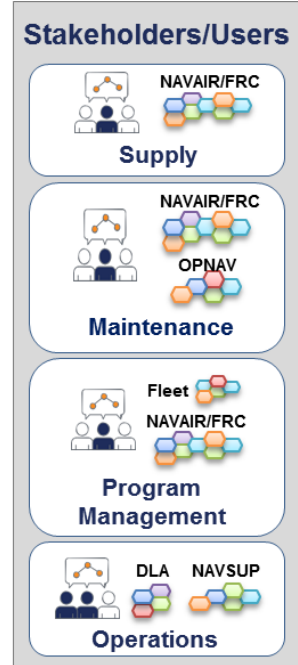 Stakeholders/Users
NAVAIR/FRC
Supply
NAVAIR/FRC
OPNAV
Maintenance
Fleet
NAVAIR/FRC
Program
Management
DLA NAVSUP
Operations